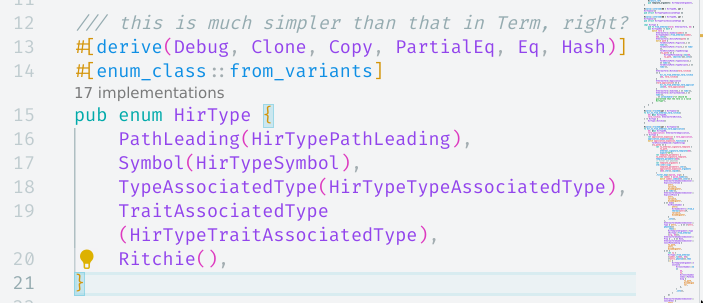 11
12 /// this is much simpler than that in Term, right?
13 #[derive(Debug, Clone, Copy, PartialEq, Eq, Hash)]
14 #[enum_class::from_variants]
17 implementations
15 pub enum HirType {
16 PathLeading(HirTypePathLeading),
17 Symbol(HirTypeSymbol),
18 TypeAssociatedType(HirTypeTypeAssociatedType),
19 TraitAssociatedType
(HirTypeTraitAssociatedType),
20 Ritchie(),
21 }